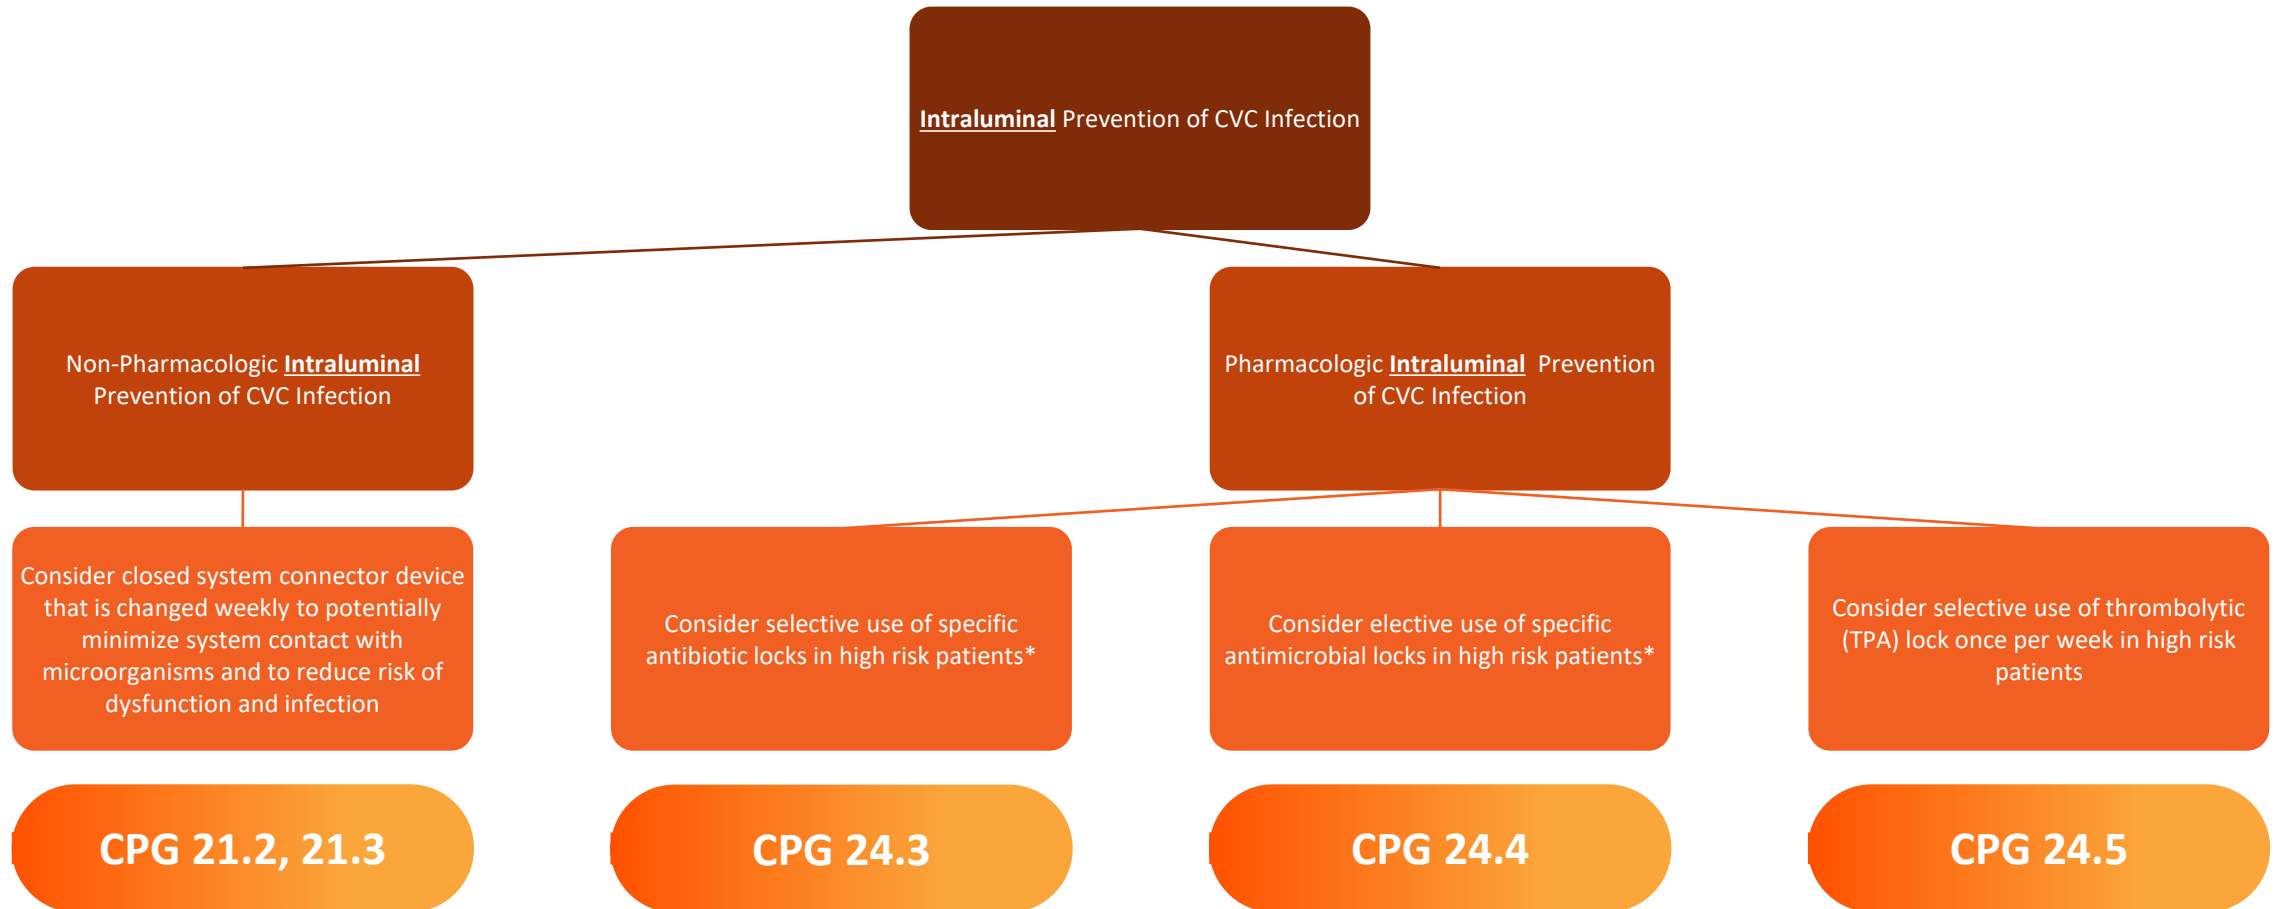 Intraluminal Prevention of CVC Infection
Non-Pharmacologic Intraluminal
Prevention of CVC Infection
Pharmacologic Intraluminal  Prevention
of CVC Infection
Consider closed system connector device
that is changed weekly to potentially
minimize system contact with
microorganisms and to reduce risk of
dysfunction and infection
Consider selective use of specific
antibiotic locks in high risk patients*
Consider elective use of specific
antimicrobial locks in high risk patients*
Consider selective use of thrombolytic
(TPA) lock once per week in high risk
patients
CPG 21.2, 21.3
CPG 24.3
CPG 24.4
CPG 24.5